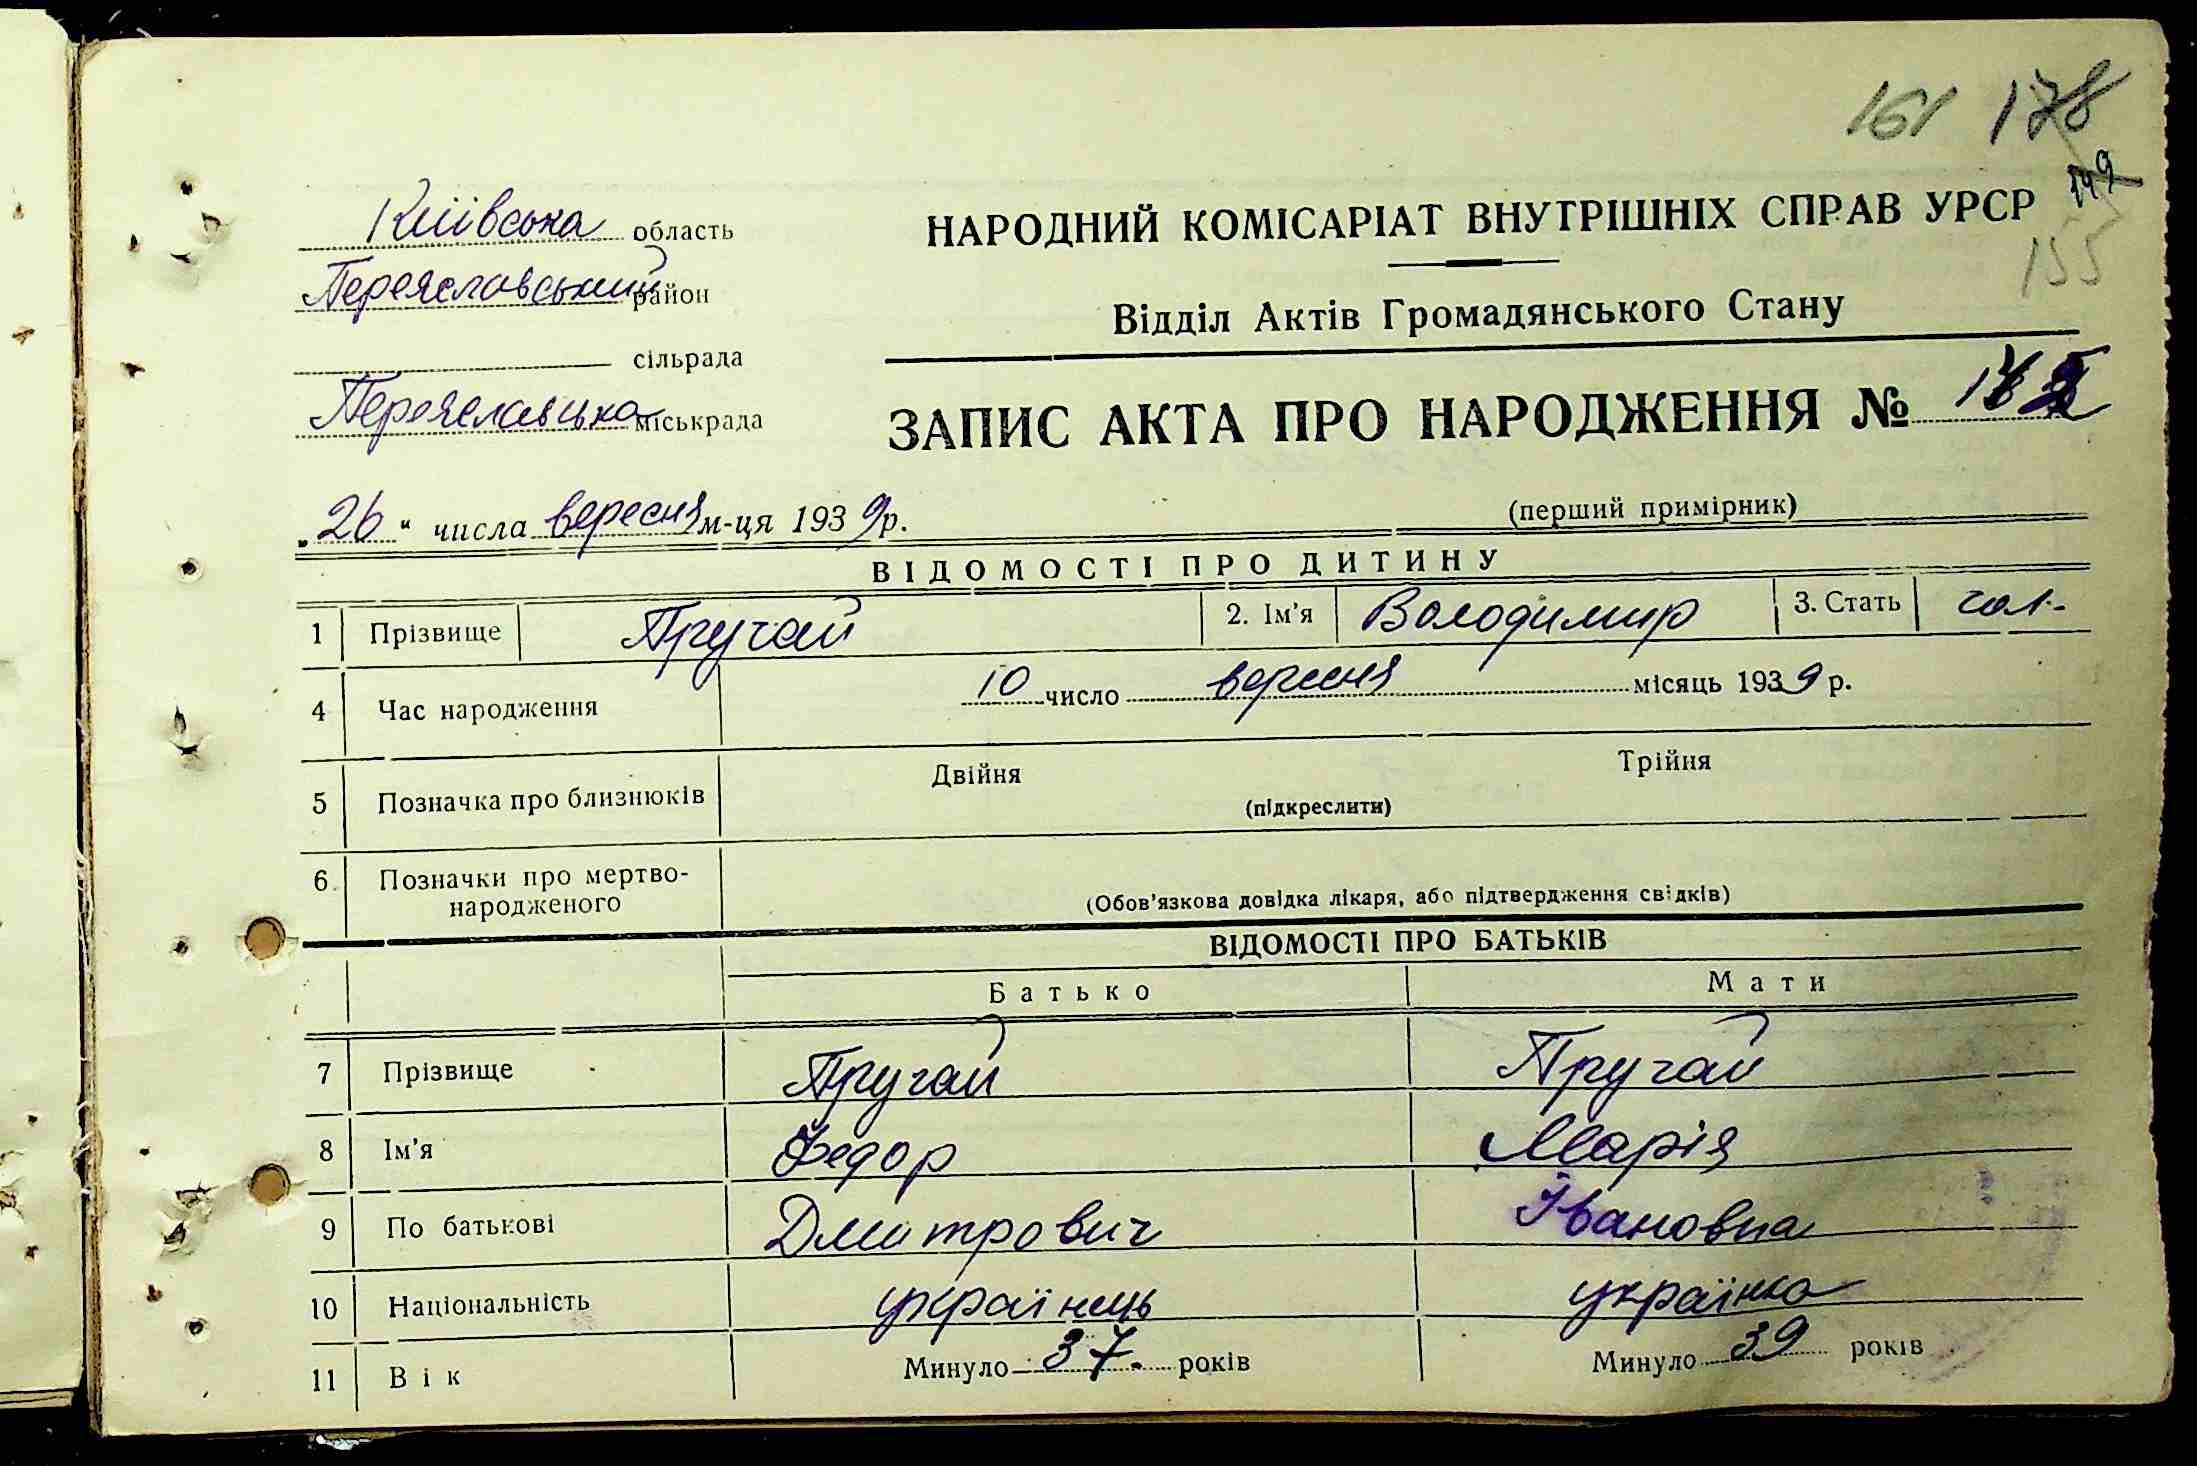 161 178
149
155
Київська область
Переяславський район
сільрада
Переяславська міськрада
НАРОДНИЙ КОМІСАРІАТ ВНУТРІШНІХ СПРАВ УРСР
Відділ Актів Громадянського Стану
ЗАПИС АКТА ПРО НАРОДЖЕННЯ №
„26“ числа вересня м-ця 1939р.
(перший примірник)
ВІДОМОСТІ ПРО ДИТИНУ
1 Прізвище Пручай 2. Ім'я Володимир 3. Стать чол.
4 Час народження 10 число вересня місяць 1939 р.
5 Позначка про близнюків Двійня (підкреслити) Трійня
6. Позначки про мертво-
народженого (Обов'язкова довідка лікаря, або підтвердження свідків)
ВІДОМОСТІ ПРО БАТЬКІВ
Батько Мати
7 Прізвище Пручай Пручай
8 Ім'я Федор Марія
9 По батькові Дмитрович Івановна
10 Національність українець українка
11 Вік Минуло 37. років Минуло 39 років